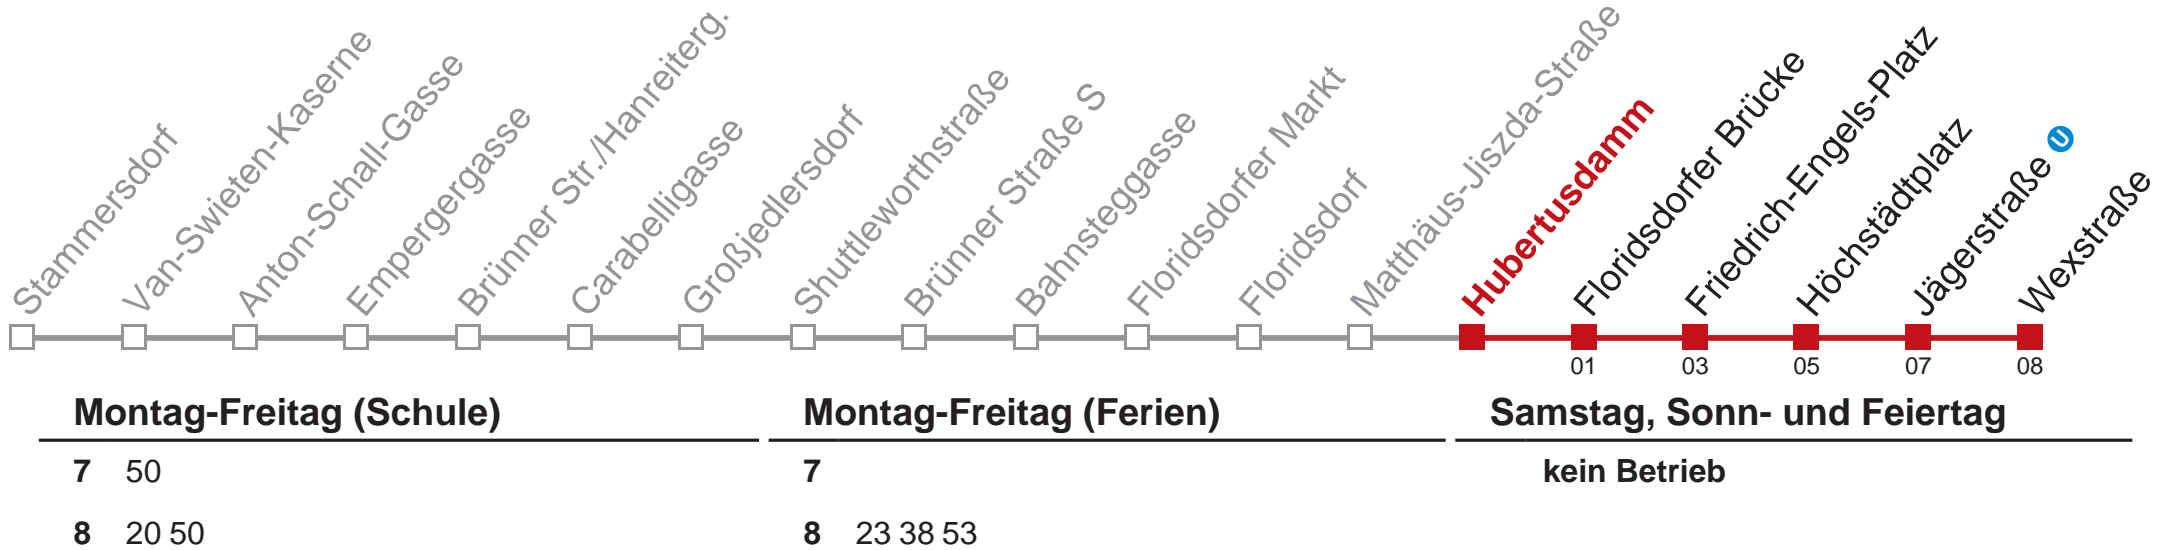 Stammersdorf
Van-Swieten-Kaserne
Anton-Schall-Gasse
Empergergasse
Brünner Str./Hanreiterg.
Carabelligasse
Großjedlersdorf
Shuttleworthstraße
Brünner Straße S
Bahnsteggasse
Floridsdorfer Markt
Floridsdorf
Matthäus-Jiszda-Straße
Hubertusdamm
Floridsdorfer Brücke
Friedrich-Engels-Platz
Höchstädtplatz
Jägerstraße U
Wexstraße
01 03 05 07 08
Montag-Freitag (Schule) Montag-Freitag (Ferien) Samstag, Sonn- und Feiertag
7 50 7 kein Betrieb
8 20 50 8 23 38 53